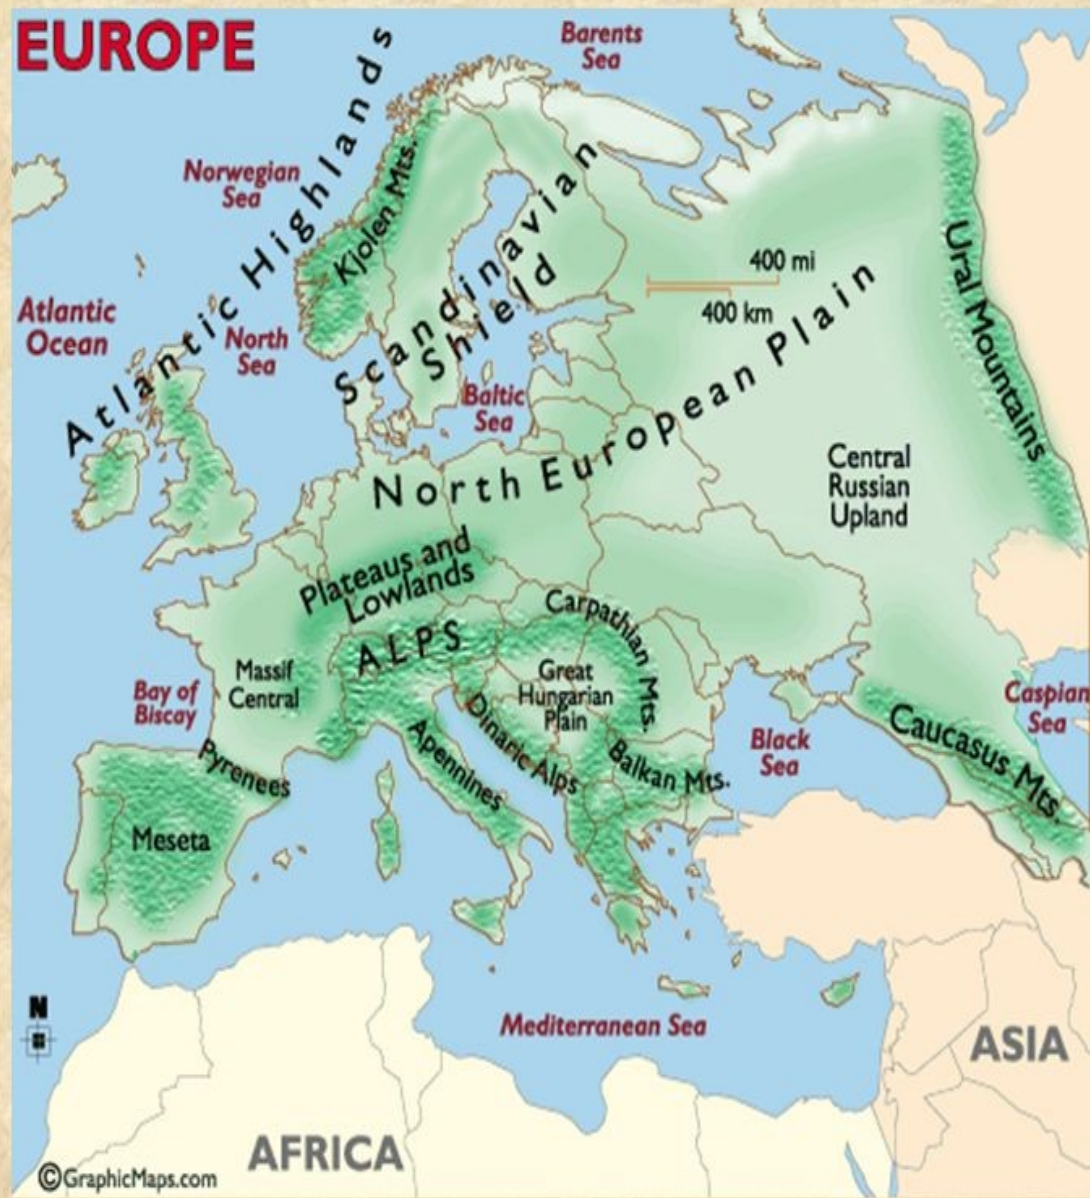 EUROPE
Barents
Sea
Atlantic Highlands
Norwegian
Sea
Kjolen Mts.
Scandinavian
Shield
Ural Mountains
400 mi
400 km
Atlantic
Ocean
North
Sea
Baltic
Sea
North European Plain
Central
Russian
Upland
Plateaus and
Lowlands
Carpathian Mts.
ALPS
Massif
Central
Great
Hungarian
Plain
Bay of
Biscay
Caspian
Sea
Dinaric Alps
Apennines
Black
Sea
Caucasus Mts.
Pyrenees
Balkan Mts.
Meseta
N
Mediterranean Sea
ASIA
AFRICA
©GraphicMaps.com